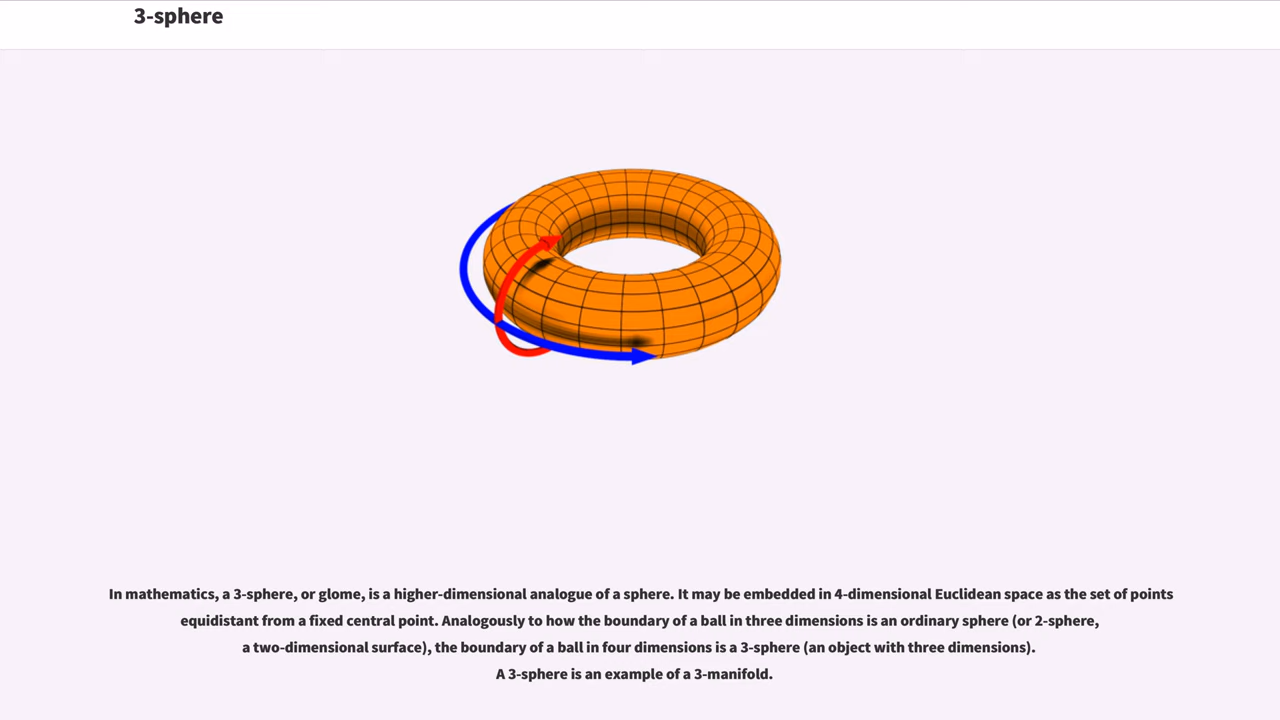 3-sphere
In mathematics, a 3-sphere, or glome, is a higher-dimensional analogue of a sphere. It may be embedded in 4-dimensional Euclidean space as the set of points
equidistant from a fixed central point. Analogously to how the boundary of a ball in three dimensions is an ordinary sphere (or 2-sphere,
a two-dimensional surface), the boundary of a ball in four dimensions is a 3-sphere (an object with three dimensions).
A 3-sphere is an example of a 3-manifold.